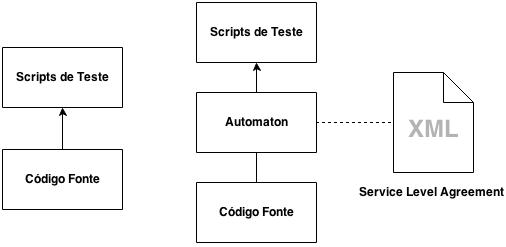 Scripts de Teste
Código Fonte
Scripts de Teste
Automaton
Código Fonte
XML
Service Level Agreement